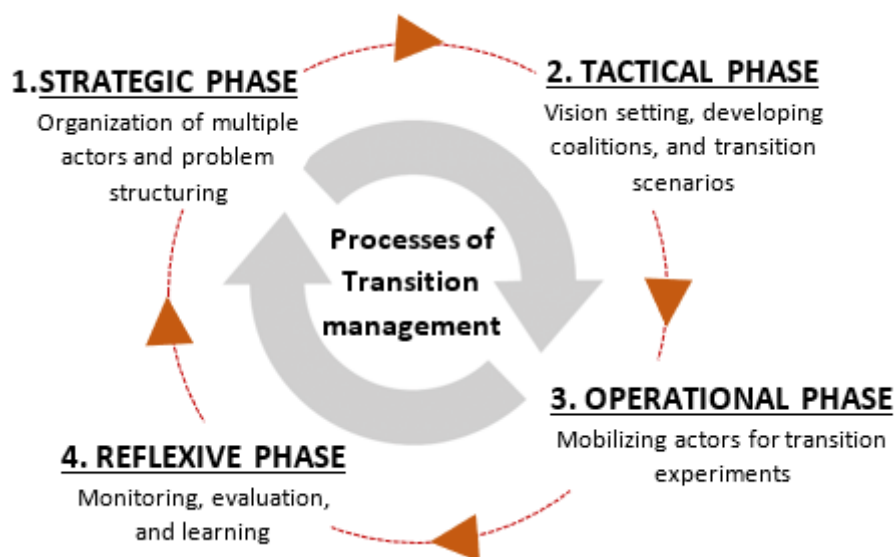 1.STRATEGIC PHASE
Organization of multiple
actors and problem
structuring
2. TACTICAL PHASE
Vision setting, developing
coalitions, and transition
scenarios
Processes of
Transition
management
3. OPERATIONAL PHASE
Mobilizing actors for transition
experiments
4. REFLEXIVE PHASE
Monitoring, evaluation,
and learning